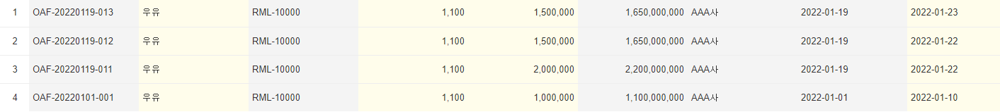 1 OAF-20220119-013 우유 RML-10000 1,100 1,500,000 1,650,000,000 AAA사 2022-01-19 2022-01-23
2 OAF-20220119-012 우유 RML-10000 1,100 1,500,000 1,650,000,000 AAA사 2022-01-19 2022-01-22
3 OAF-20220119-011 우유 RML-10000 1,100 2,000,000 2,200,000,000 AAA사 2022-01-19 2022-01-22
4 OAF-20220101-001 우유 RML-10000 1,100 1,000,000 1,100,000,000 AAA사 2022-01-01 2022-01-10